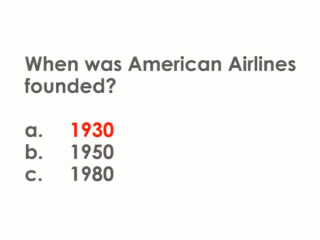 When was American Airlines
founded?
a. 1930
b. 1950
c. 1980